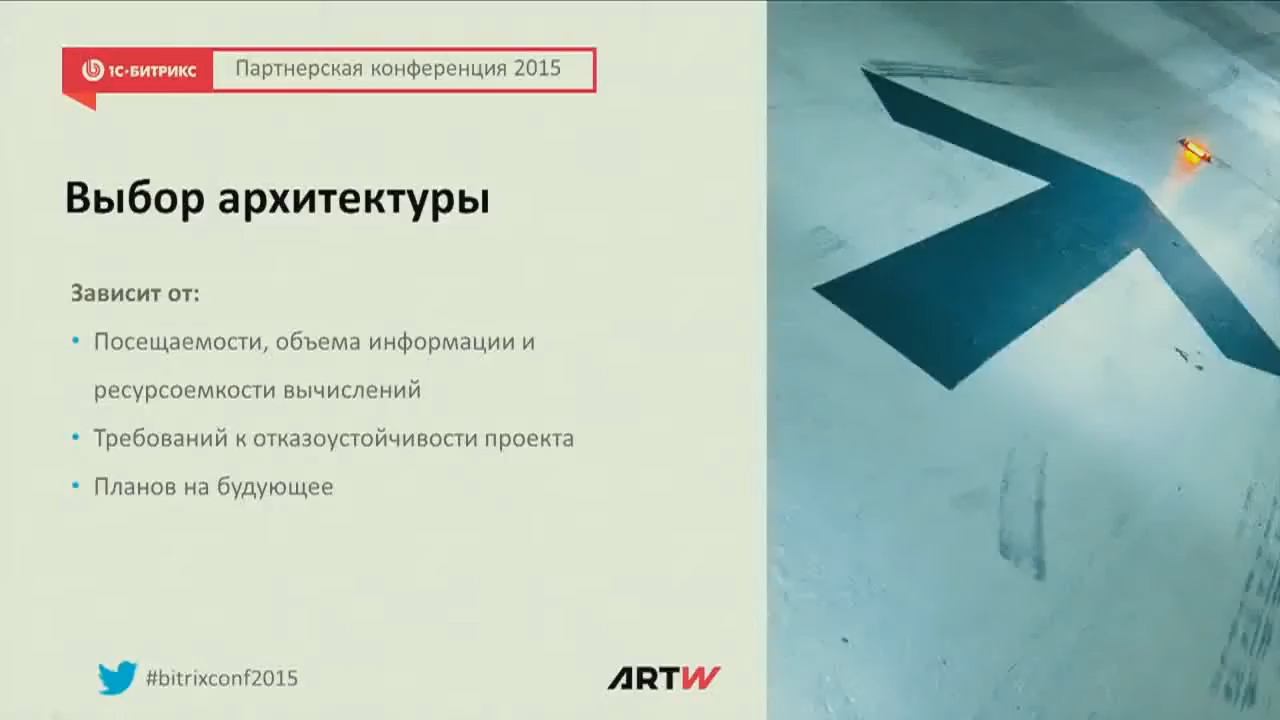 1С-БИТРИКС Партнерская конференция 2015
Выбор архитектуры
Зависит от:
• Посещаемости, объема информации и
ресурсоемкости вычислений
• Требований к отказоустойчивости проекта
• Планов на будующее
#bitrixconf2015
ARTW